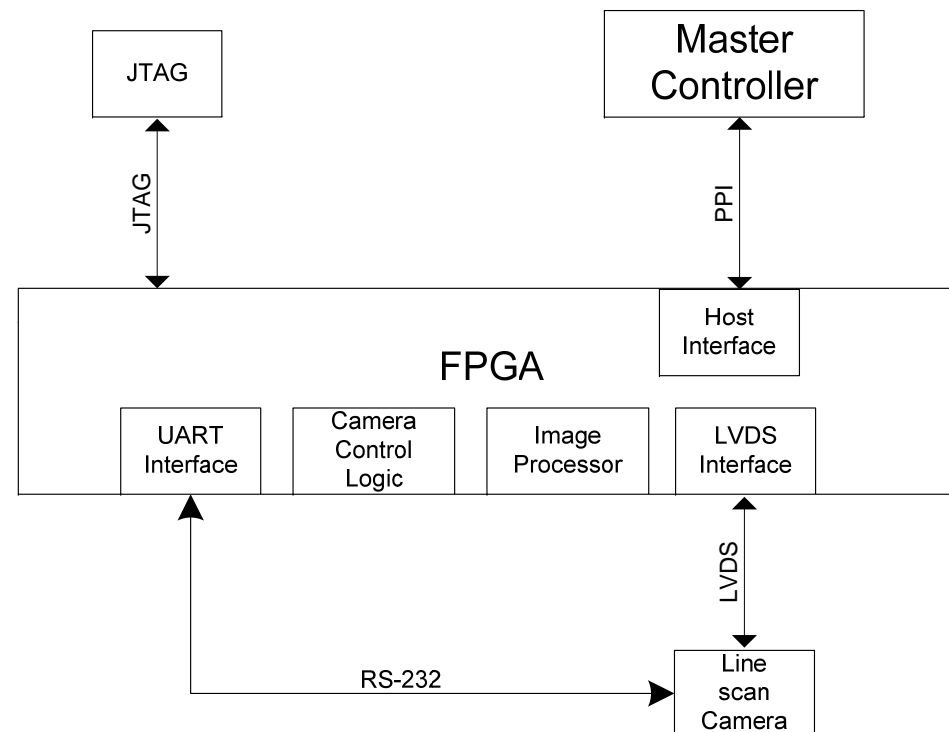 JTAG
Master
Controller
JTAG
PPI
Host
Interface
FPGA
UART
Interface
Camera
Control
Logic
Image
Processor
LVDS
Interface
LVDS
RS-232
Line
scan
Camera